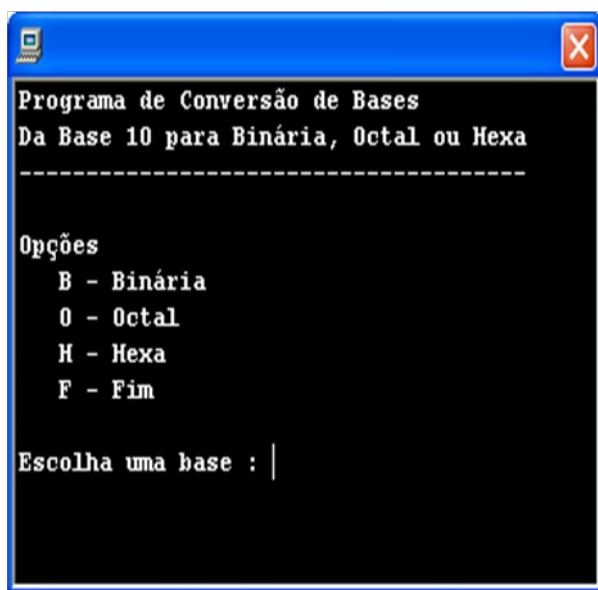 Programa de Conversão de Bases
Da Base 10 para Binária, Octal ou Hexa
--------------------------------------
Opções
B - Binária
O - Octal
H - Hexa
F - Fim
Escolha uma base :